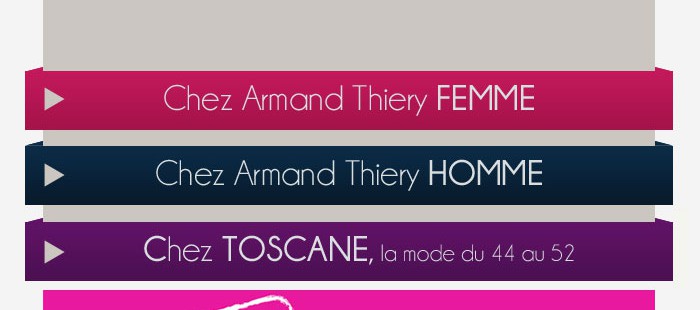 Chez Armand Thiery FEMME
Chez Armand Thiery HOMME
Chez TOSCANE, la mode du 44 au 52